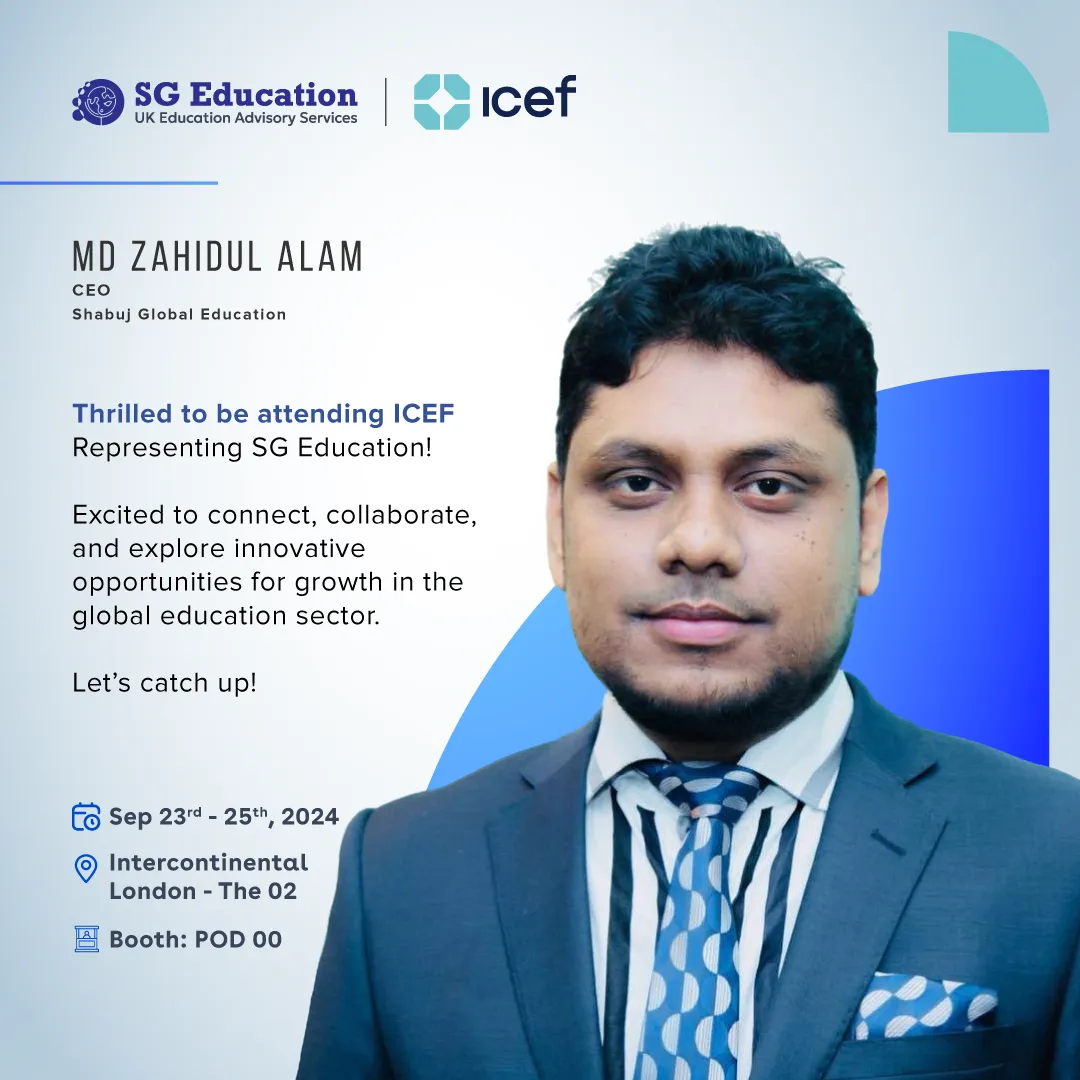 SG Education
UK Education Advisory Services
icef
MD ZAHIDUL ALAM
CEO
Shabuj Global Education
Thrilled to be attending ICEF
Representing SG Education!
Excited to connect, collaborate,
and explore innovative
opportunities for growth in the
global education sector.
Let’s catch up!
Sep 23rd - 25th, 2024
Intercontinental
London - The 02
Booth: POD 00